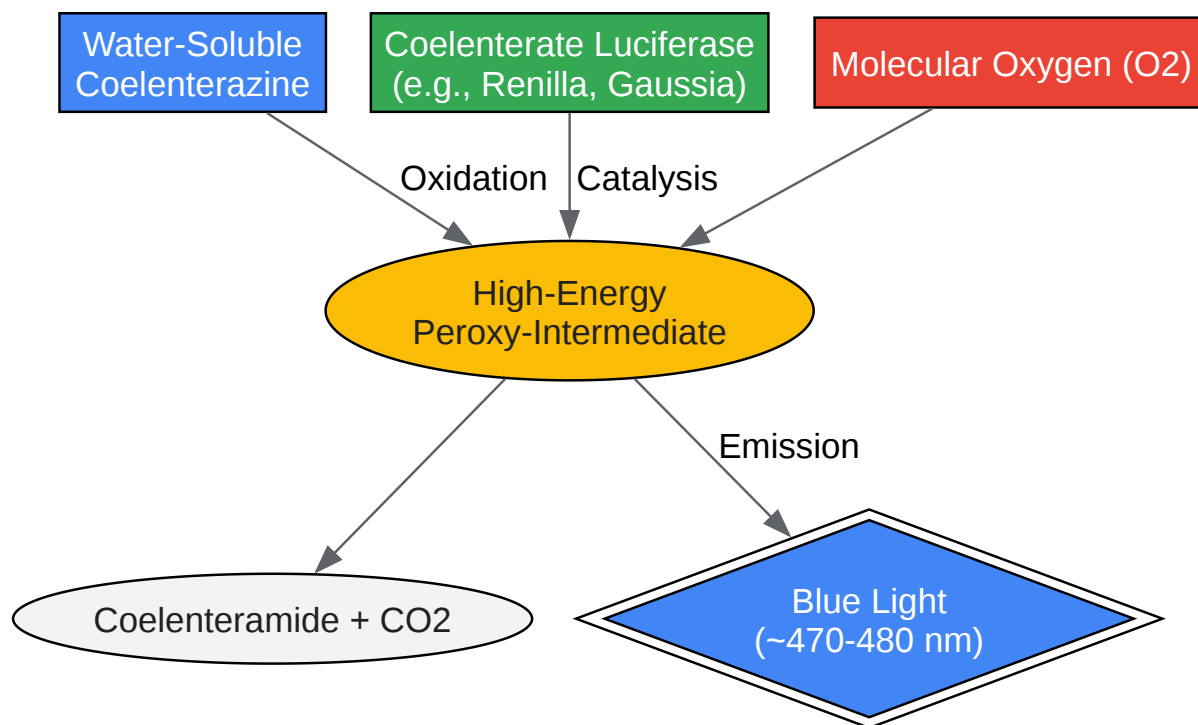 Water-Soluble
Coelenterazine
Coelenterate Luciferase
(e.g., Renilla, Gaussia)
Molecular Oxygen (O2)
Oxidation
Catalysis
High-Energy
Peroxy-Intermediate
Emission
Coelenteramide + CO2
Blue Light
(~470-480 nm)